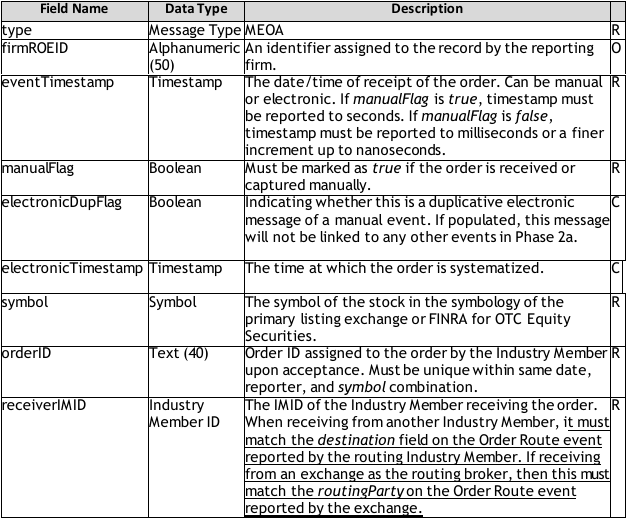 Field Name Data Type Description
type Message Type MEOA R
firmROEID Alphanumeric An identifier assigned to the record by the reporting O
(50) firm.
eventTimestamp Timestamp The date/time of receipt of the order. Can be manual R
or electronic. If manualFlag is true, timestamp must
be reported to seconds. If manualFlag is false,
timestamp must be reported to milliseconds or a finer
increment up to nanoseconds.
manualFlag Boolean Must be marked as true if the order is received or R
captured manually.
electronicDupFlag Boolean Indicating whether this is a duplicative electronic C
message of a manual event. If populated, this message
will not be linked to any other events in Phase 2a.
electronicTimestamp Timestamp The time at which the order is systematized. C
symbol Symbol The symbol of the stock in the symbology of the R
primary listing exchange or FINRA for OTC Equity
Securities.
orderID Text (40) Order ID assigned to the order by the Industry Member R
upon acceptance. Must be unique within same date,
reporter, and symbol combination.
receiverIMID Industry The IMID of the Industry Member receiving the order. R
Member ID When receiving from another Industry Member, it must
match the destination field on the Order Route event
reported by the routing Industry Member. If receiving
from an exchange as the routing broker, then this must
match the routingParty on the Order Route event
reported by the exchange.